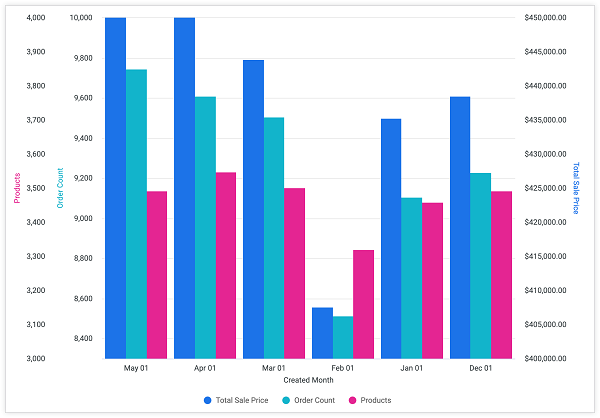 4,000 10,000 $450,000.00
3,900 9,800 $445,000.00
3,800 9,600 $440,000.00
3,700 9,400 $435,000.00
3,600 9,200 $430,000.00
3,500 9,000 $425,000.00
3,400 8,800 $420,000.00
3,300 8,600 $415,000.00
3,200 8,400 $410,000.00
3,100 $405,000.00
3,000 $400,000.00
Products
Order Count
Total Sale Price
May 01 Apr 01 Mar 01 Feb 01 Jan 01 Dec 01
Created Month
Total Sale Price Order Count Products